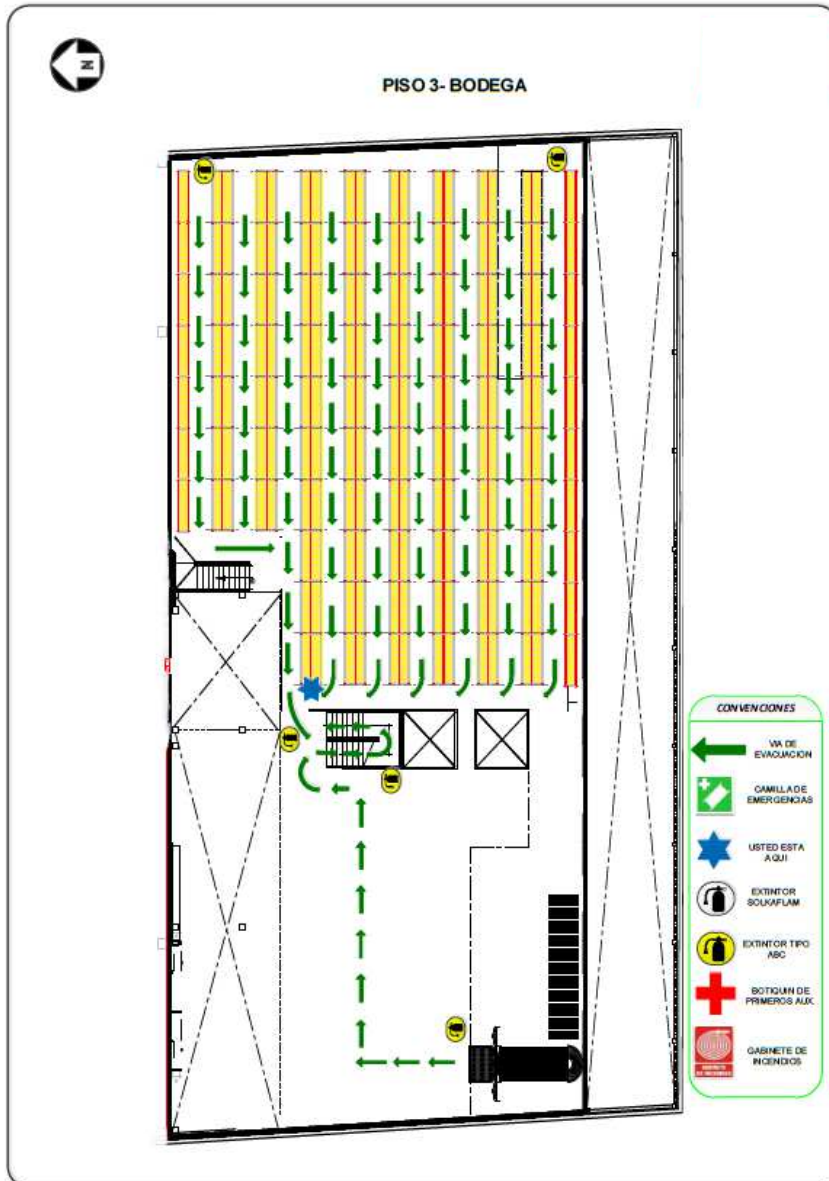 N
PISO 3- BODEGA
CONVENCIONES
VIA DE
EVACUACION
CAMILLA DE
EMERGENCIAS
USTED ESTA
AQUI
EXTINTOR
SOLKAFLAM
EXTINTOR TIPO
ABC
BOTIQUIN DE
PRIMEROS AUX.
GABINETE DE
INCENDIOS